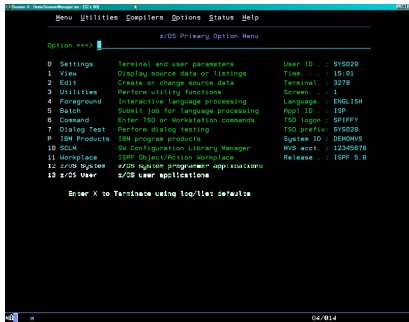 Menu Utilities Compilers Options Status Help
z/OS Primary Option Menu
Option ===>
0 Settings Terminal and user parameters User ID . : SYS029
1 View Display source data or listings Time. . . : 15:01
2 Edit Create or change source data Terminal. : 3278
3 Utilities Perform utility functions Screen. . : 1
4 Foreground Interactive language processing Language. : ENGLISH
5 Batch Submit job for language processing Appl ID . : ISP
6 Command Enter TSO or Workstation commands TSO logon : SPIFFY
7 Dialog Test Perform dialog testing TSO prefix: SYS029
9 IBM Products IBM program products System ID : DEMOMVS
10 SCLM SW Configuration Library Manager MVS acct. : 12345678
11 Workplace ISPF Object/Action Workplace Release . : ISPF 5.8
12 z/OS System z/OS system programmer applications
13 z/OS User z/OS user applications
Enter X to Terminate using log/list defaults
04/014